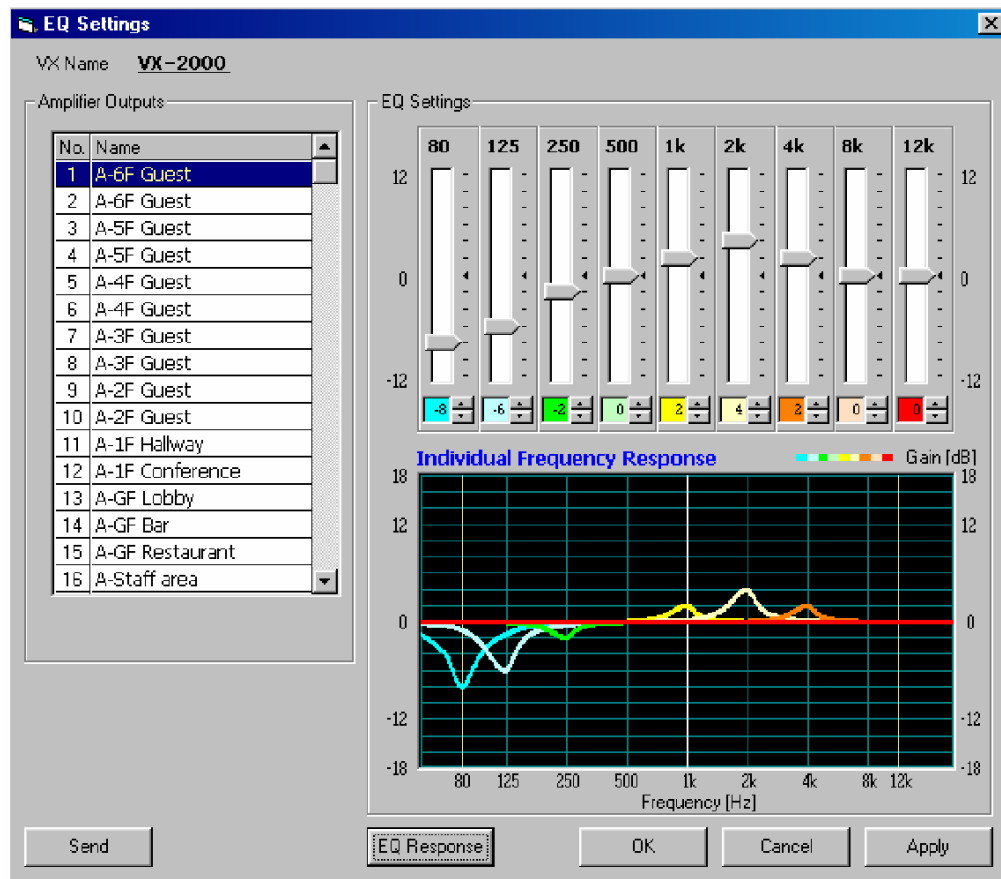 EQ Settings
VX Name VX-2000
Amplifier Outputs
No. Name
1 A-6F Guest
2 A-6F Guest
3 A-5F Guest
4 A-5F Guest
5 A-4F Guest
6 A-4F Guest
7 A-3F Guest
8 A-3F Guest
9 A-2F Guest
10 A-2F Guest
11 A-1F Hallway
12 A-1F Conference
13 A-GF Lobby
14 A-GF Bar
15 A-GF Restaurant
16 A-Staff area
EQ Settings
80 125 250 500 1k 2k 4k 8k 12k
12 12
0 0
-12 -12
-8 -6 -2 0 2 4 2 0 0
Individual Frequency Response Gain [dB]
18 18
12 12
0 0
-12 -12
-18 -18
80 125 250 500 1k 2k 4k 8k 12k
Frequency [Hz]
Send EQ Response OK Cancel Apply